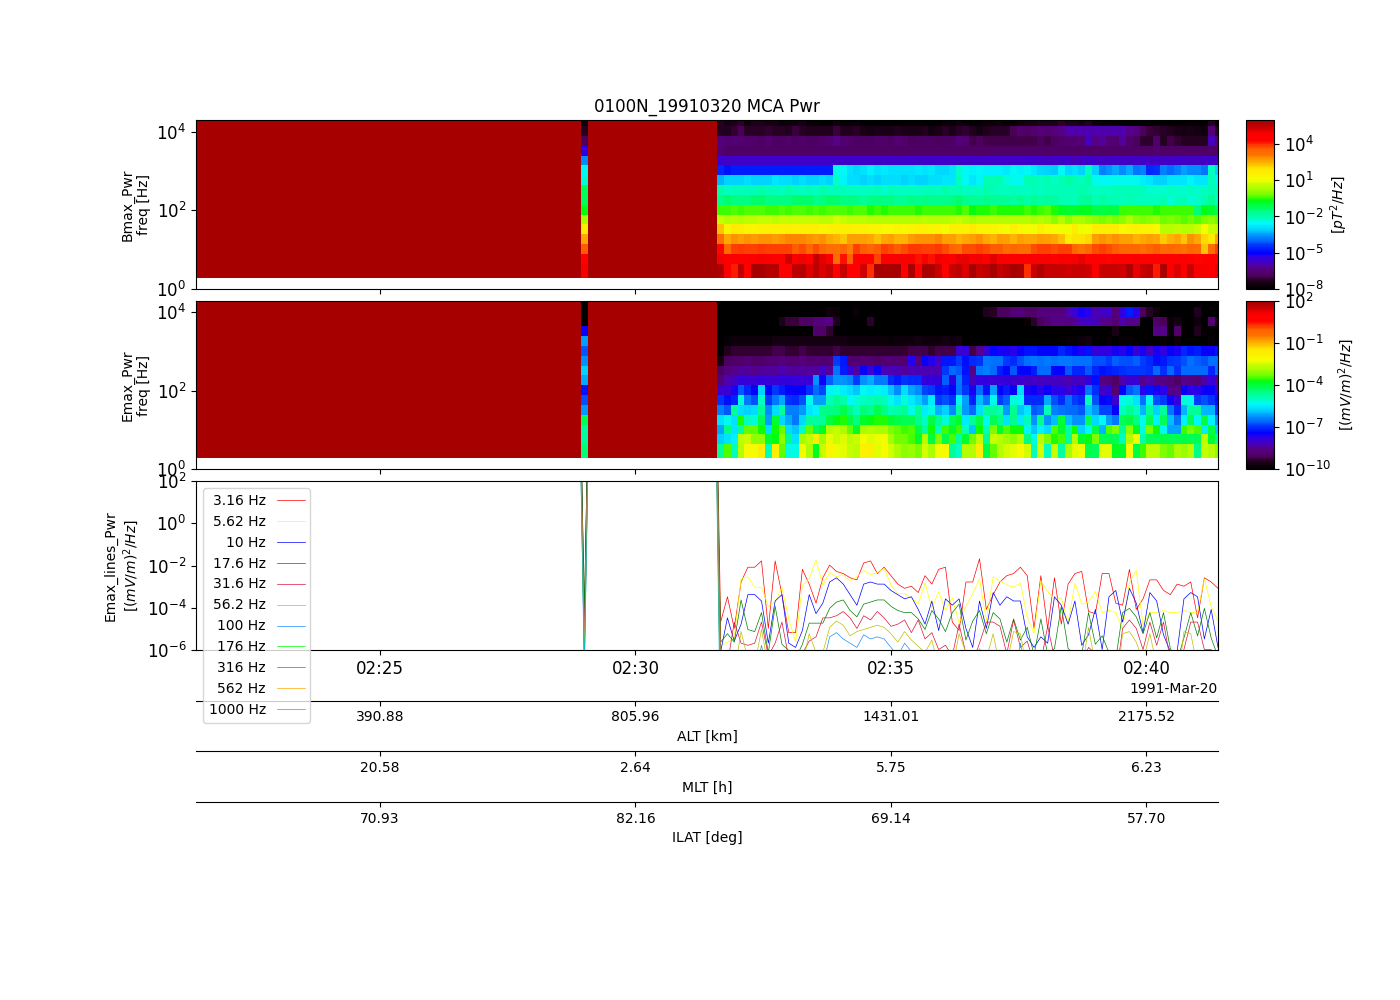 0100N_19910320 MCA Pwr
Bmax_Pwr
freq [Hz]
10^4
10^2
10^0
10^4
10^1
10^-2
10^-5
10^-8
[pT^2/Hz]
Emax_Pwr
freq [Hz]
10^4
10^2
10^0
10^2
10^-1
10^-4
10^-7
10^-10
[(mV/m)^2/Hz]
Emax_lines_Pwr
[(mV/m)^2/Hz]
10^2
10^0
10^-2
10^-4
10^-6
3.16 Hz
5.62 Hz
10 Hz
17.6 Hz
31.6 Hz
56.2 Hz
100 Hz
176 Hz
316 Hz
562 Hz
1000 Hz
02:25 02:30 02:35 02:40
1991-Mar-20
390.88 805.96 1431.01 2175.52
ALT [km]
20.58 2.64 5.75 6.23
MLT [h]
70.93 82.16 69.14 57.70
ILAT [deg]